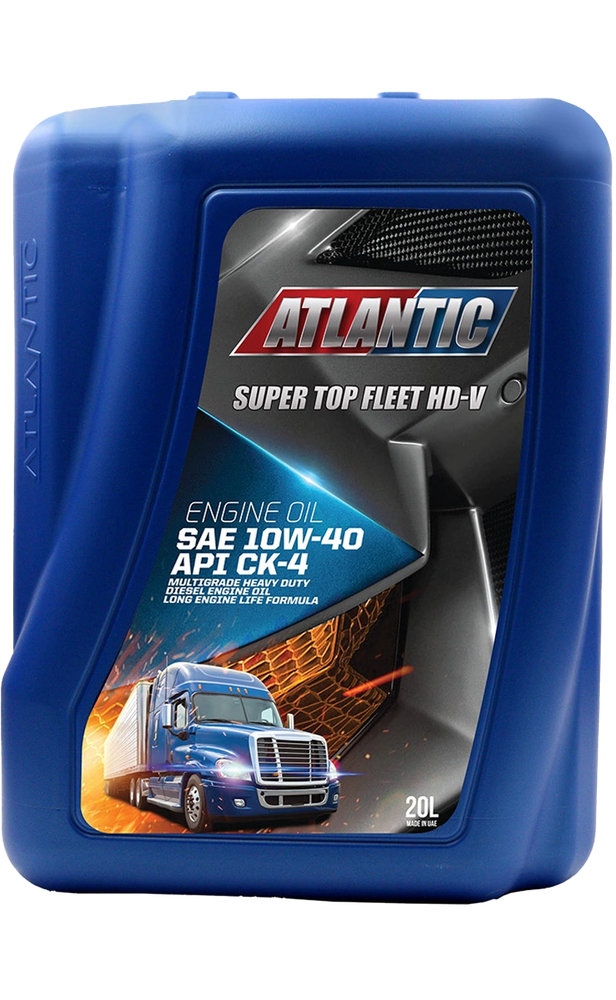 ATLANTIC
ATLANTIC
SUPER TOP FLEET HD-V
ENGINE OIL
SAE 10W-40
API CK-4
MULTIGRADE HEAVY DUTY
DIESEL ENGINE OIL
LONG ENGINE LIFE FORMULA
20L
MADE IN UAE